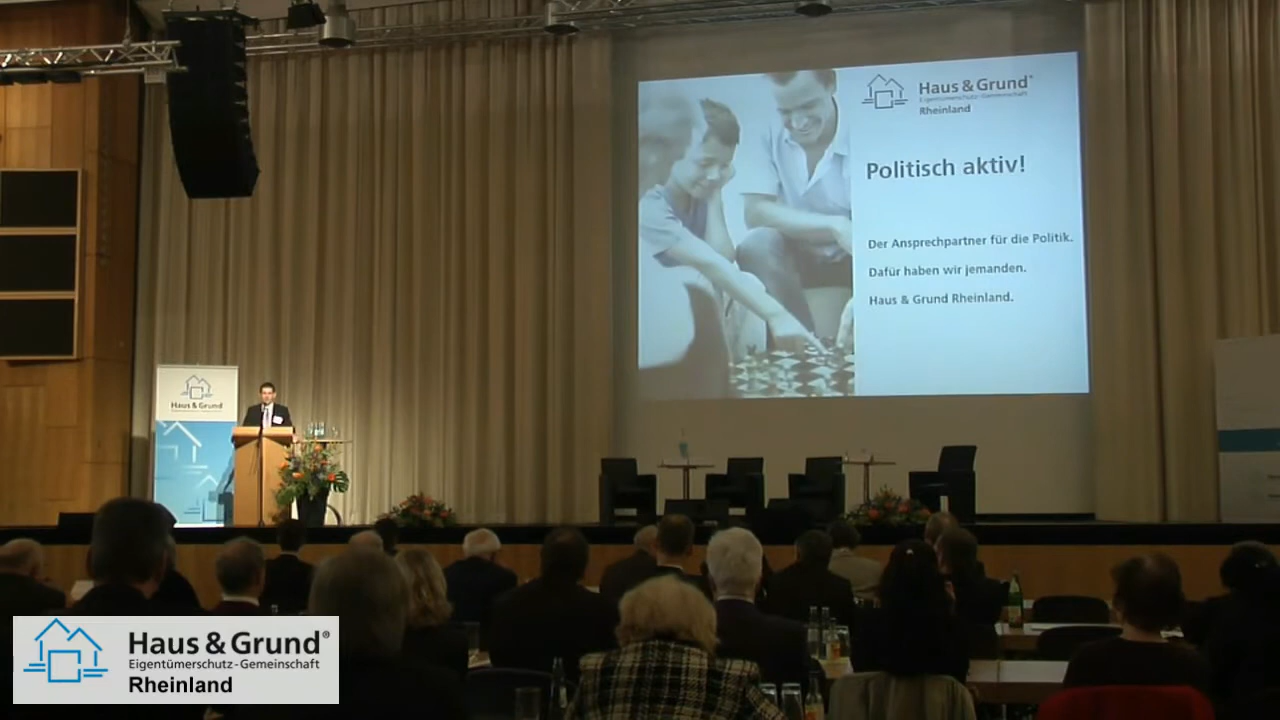 Haus & Grund
Eigentümerschutz-Gemeinschaft
Rheinland
Politisch aktiv!
Der Ansprechpartner für die Politik.
Dafür haben wir jemanden.
Haus & Grund Rheinland.
Haus & Grund
Haus & Grund®
Eigentümerschutz-Gemeinschaft
Rheinland